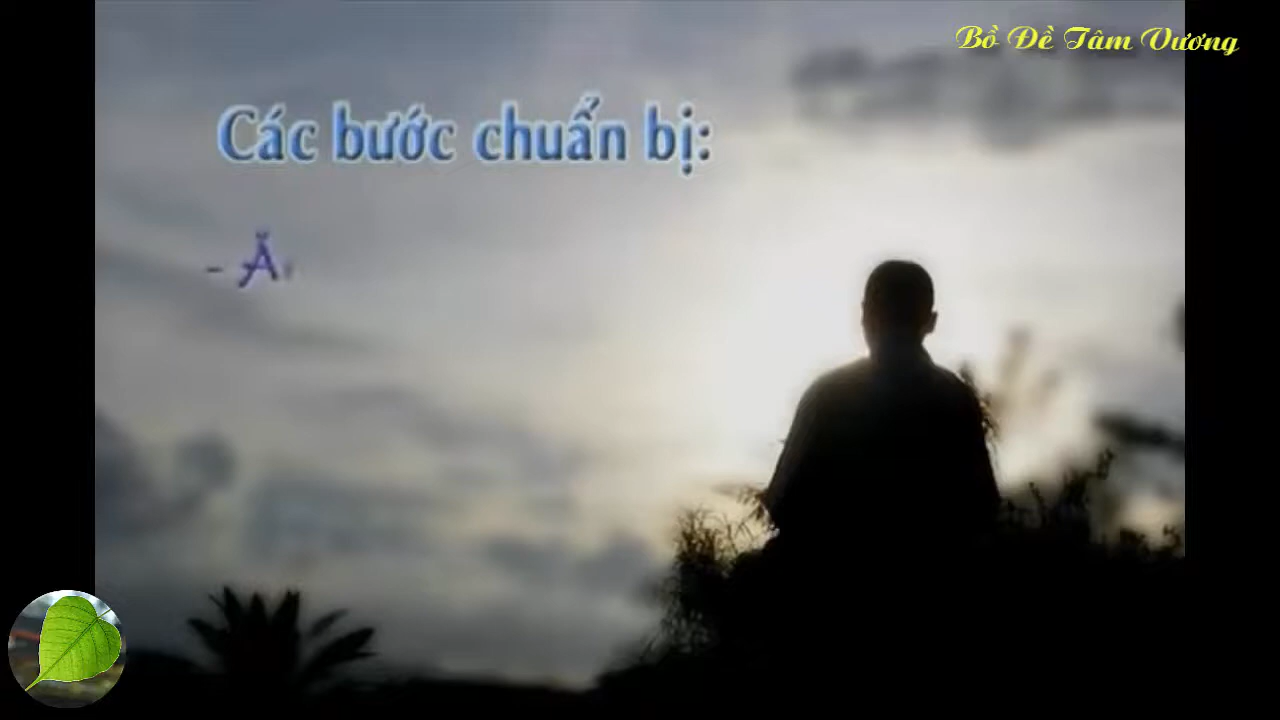 Bồ Đề Tâm Vương
Các bước chuẩn bị:
- Ă